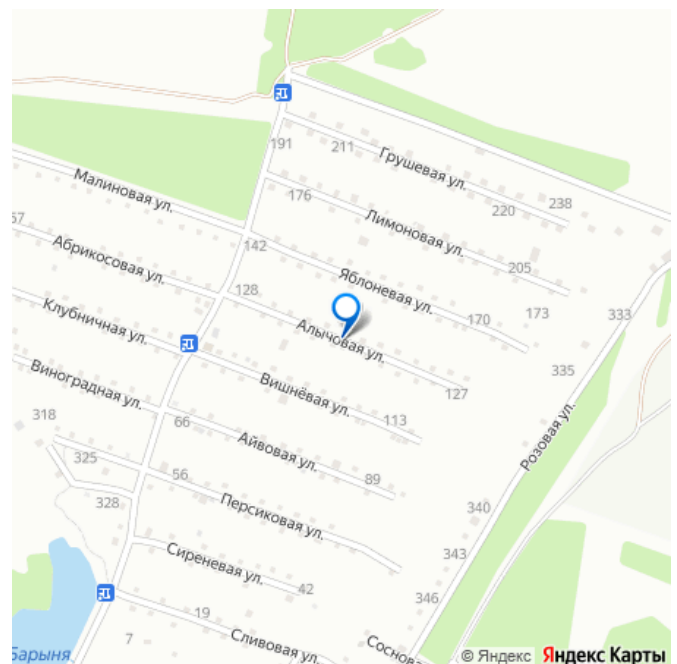 191
211
Грушевая ул.
238
220
Малиновая ул.
176
Лимоновая ул.
205
67
Абрикосовая ул.
142
Яблоневая ул.
170
173
333
128
Клубничная ул.
Алычовая ул.
127
335
Виноградная ул.
Вишнёвая ул.
113
Розовая ул.
318
66
Айвовая ул.
89
325
56
328
Персиковая ул.
340
Сиреневая ул.
42
343
346
19
7
Сливовая ул.
Соснова
Барыня
© Яндекс Яндекс Карты